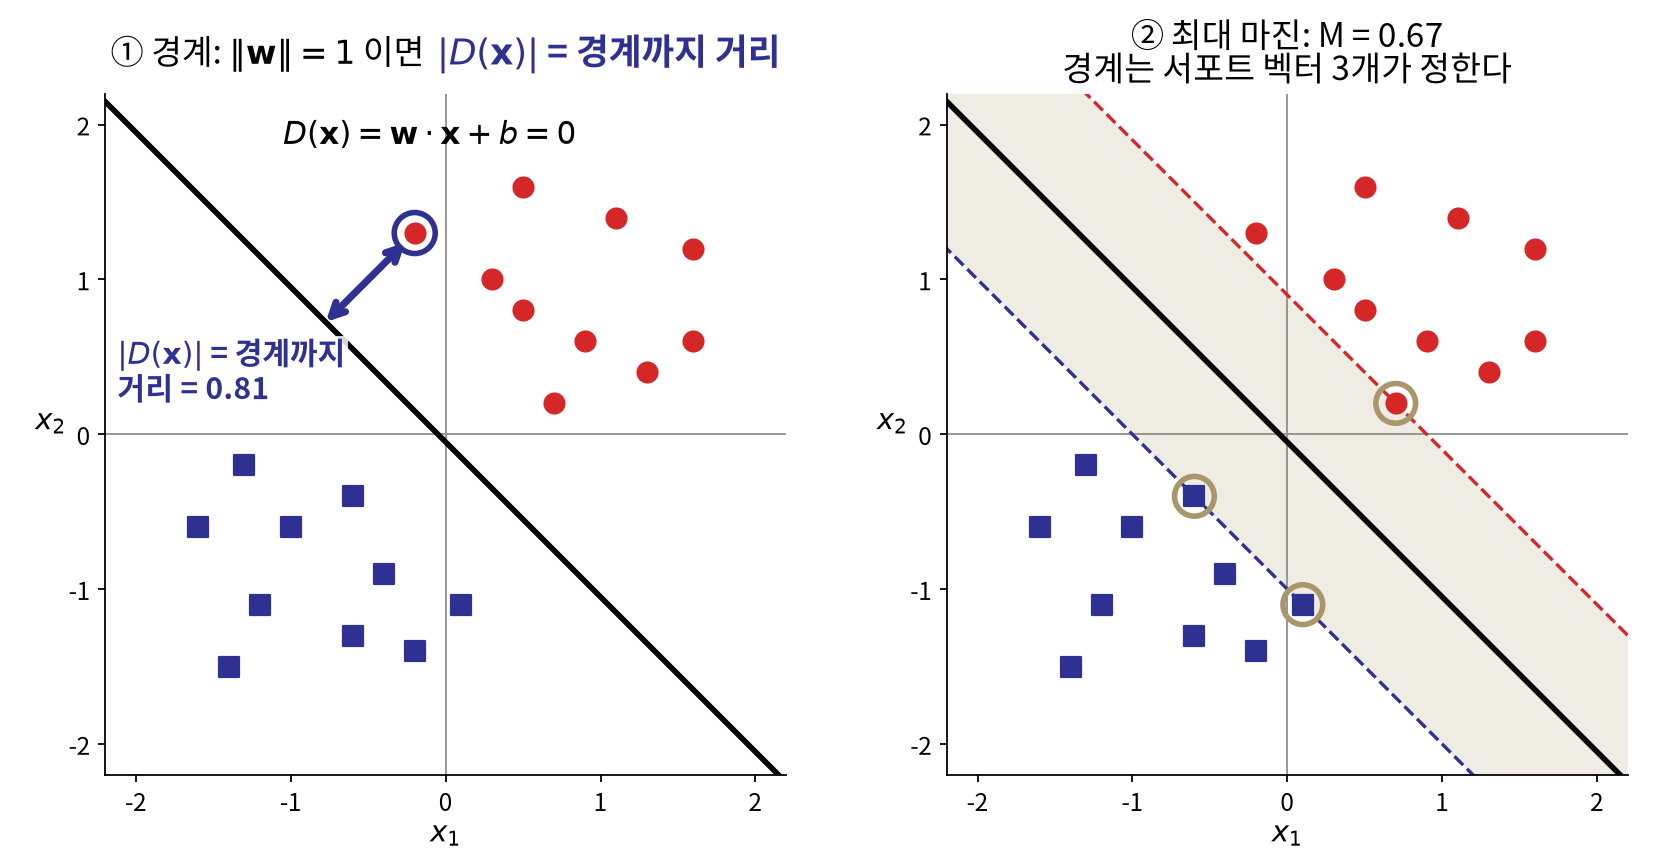 ① 경계: ‖w‖ = 1 이면 |D(x)| = 경계까지 거리
D(x) = w · x + b = 0
|D(x)| = 경계까지
거리 = 0.81
x₂
2
1
0
-1
-2
-2 -1 0 1 2
x₁
② 최대 마진: M = 0.67
경계는 서포트 벡터 3개가 정한다
x₂
2
1
0
-1
-2
-2 -1 0 1 2
x₁